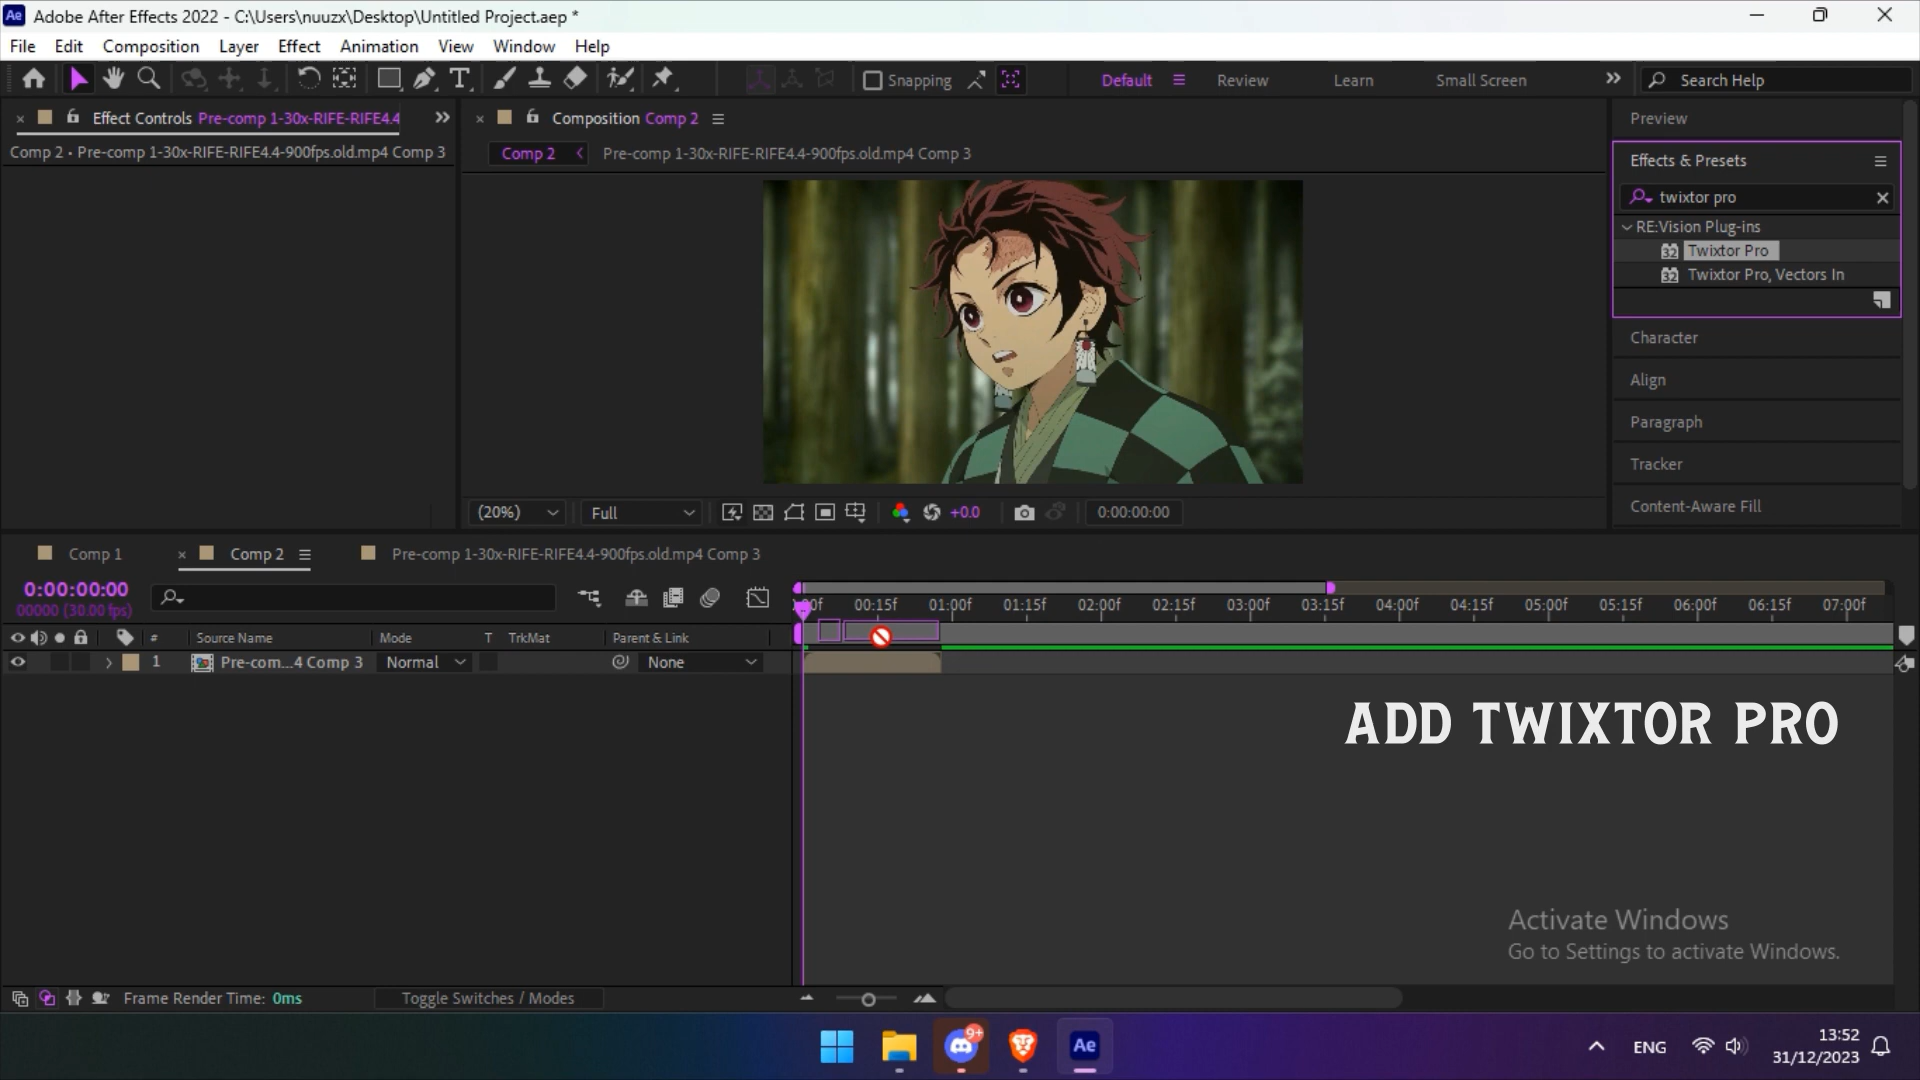 Ae Adobe After Effects 2022 - C:\Users\nuuzx\Desktop\Untitled Project.aep *
File Edit Composition Layer Effect Animation View Window Help
Snapping Default Review Learn Small Screen Search Help
Effect Controls Pre-comp 1-30x-RIFE-RIFE4.4
Composition Comp 2
Preview
Comp 2 • Pre-comp 1-30x-RIFE-RIFE4.4-900fps.old.mp4 Comp 3
Comp 2 Pre-comp 1-30x-RIFE-RIFE4.4-900fps.old.mp4 Comp 3
Effects & Presets
twixtor pro
RE:Vision Plug-ins
32 Twixtor Pro
32 Twixtor Pro, Vectors In
Character
Align
Paragraph
Tracker
Content-Aware Fill
(20%) Full +0.0 0:00:00:00
Comp 1 Comp 2 Pre-comp 1-30x-RIFE-RIFE4.4-900fps.old.mp4 Comp 3
0:00:00:00
00000 (30.00 fps)
00f 00:15f 01:00f 01:15f 02:00f 02:15f 03:00f 03:15f 04:00f 04:15f 05:00f 05:15f 06:00f 06:15f 07:00f
# Source Name Mode T TrkMat Parent & Link
1 Pre-com...4 Comp 3 Normal None
ADD TWIXTOR PRO
Activate Windows
Go to Settings to activate Windows.
Frame Render Time: 0ms Toggle Switches / Modes
9+ Ae ENG 13:52
31/12/2023